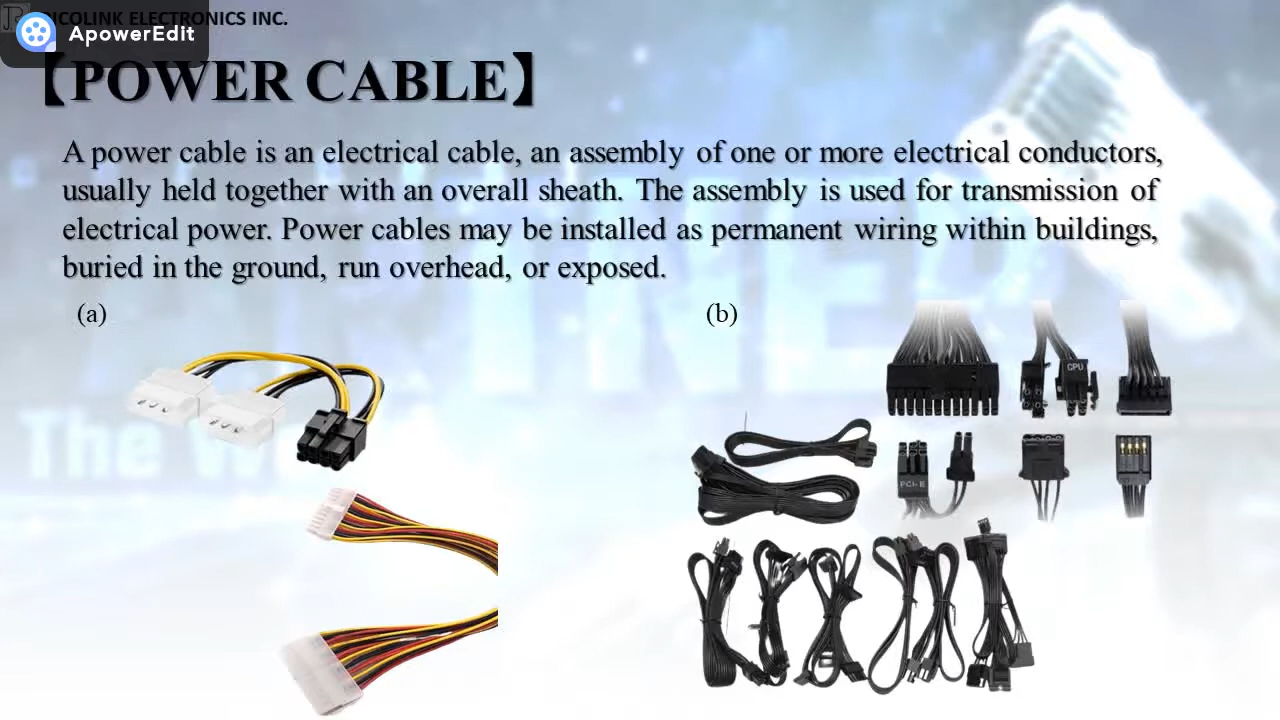 ICOLINK ELECTRONICS INC.
ApowerEdit
【POWER CABLE】
A power cable is an electrical cable, an assembly of one or more electrical conductors,
usually held together with an overall sheath. The assembly is used for transmission of
electrical power. Power cables may be installed as permanent wiring within buildings,
buried in the ground, run overhead, or exposed.
(a)
(b)
CPU
PCI-E
The W